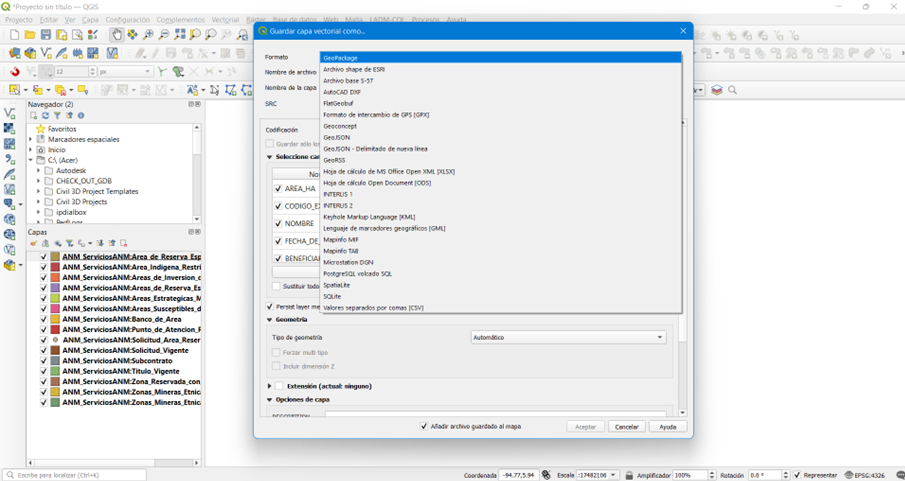 *Proyecto sin título — QGIS
Proyecto Editar Ver Capa Configuración Complementos Vectorial Ráster Base de datos Web Malla LADM-COL Procesos Ayuda
12 px
Navegador (2)
Favoritos
Marcadores espaciales
Inicio
C:\ (Acer)
Autodesk
CHECK_OUT_GDB
Civil 3D Project Templates
Civil 3D Projects
ipdialbox
PerfLogs
Capas
ANM_ServiciosANM:Area_de_Reserva_Esp
ANM_ServiciosANM:Area_Indigena_Restri
ANM_ServiciosANM:Areas_de_Inversion_d
ANM_ServiciosANM:Areas_de_Reserva_Es
ANM_ServiciosANM:Areas_Estrategicas_M
ANM_ServiciosANM:Areas_Susceptibles_d
ANM_ServiciosANM:Banco_de_Area
ANM_ServiciosANM:Punto_de_Atencion_R
ANM_ServiciosANM:Solicitud_Area_Reser
ANM_ServiciosANM:Solicitud_Vigente
ANM_ServiciosANM:Subcontrato
ANM_ServiciosANM:Titulo_Vigente
ANM_ServiciosANM:Zona_Reservada_con
ANM_ServiciosANM:Zonas_Mineras_Etnic
ANM_ServiciosANM:Zonas_Mineras_Etnic
Guardar capa vectorial como...
Formato
Nombre de archivo
Nombre de la capa
SRC
Codificación
Guardar sólo
Seleccione
AREA_HA
CODIGO_EX
NOMBRE
FECHA_DE_
BENEFICIAR
Sustituir todo
Persist layer me
GeoPackage
Archivo shape de ESRI
Archivo base S-57
AutoCAD DXF
FlatGeobuf
Formato de intercambio de GPS [GPX]
Geoconcept
GeoJSON
GeoJSON - Delimitado de nueva línea
GeoRSS
Hoja de cálculo de MS Office Open XML [XLSX]
Hoja de cálculo Open Document [ODS]
INTERLIS 1
INTERLIS 2
Keyhole Markup Language [KML]
Lenguaje de marcadores geográficos [GML]
Mapinfo MIF
Mapinfo TAB
Microstation DGN
PostgreSQL volcado SQL
SpatiaLite
SQLite
Valores separados por comas [CSV]
Geometría
Tipo de geometría Automático
Forzar multi tipo
Incluir dimensión Z
Extensión (actual: ninguno)
Opciones de capa
DESCRIPTION
Añadir archivo guardado al mapa Aceptar Cancelar Ayuda
Escribe para localizar (Ctrl+K) Coordenada -94.77,5.94 Escala :17482106 Amplificador 100% Rotación 0.0 ° Representar EPSG:4326